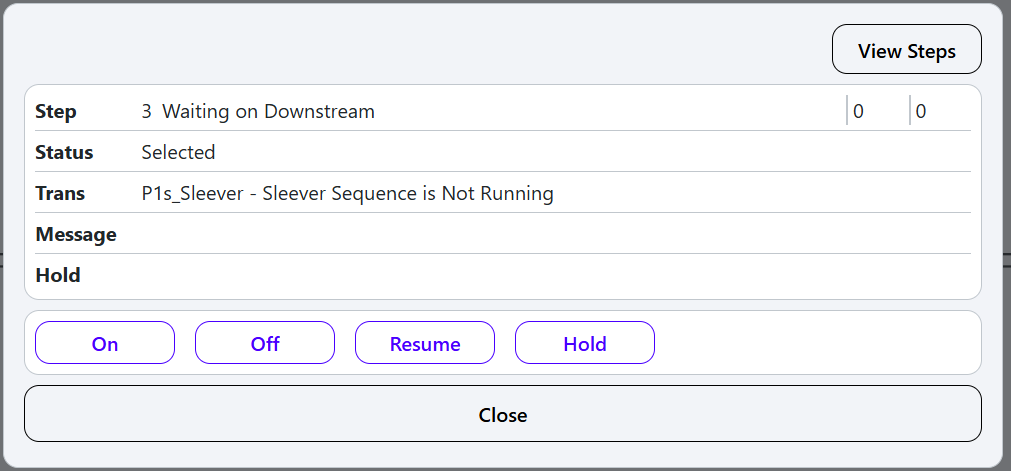 View Steps
Step 3 Waiting on Downstream 0 0
Status Selected
Trans P1s_Sleever - Sleever Sequence is Not Running
Message
Hold
On Off Resume Hold
Close